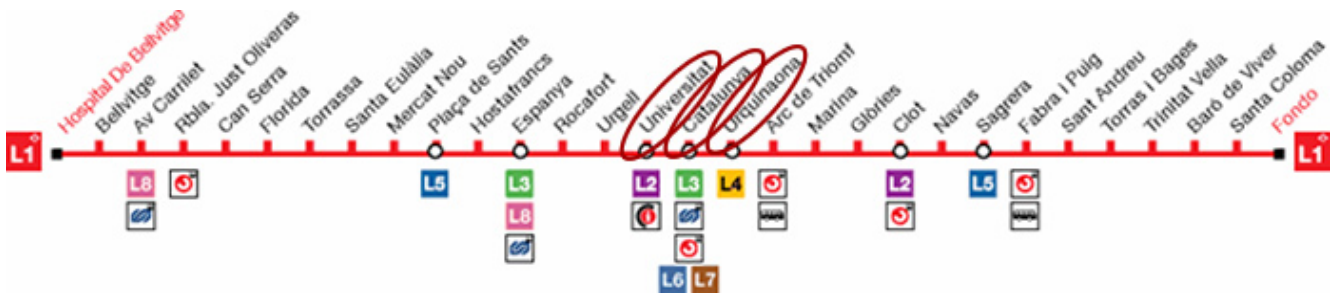 Hospital De Bellvitge
Bellvitge
Av Carrilet
Rbla. Just Oliveras
Can Serra
Florida
Torrassa
Santa Eulàlia
Mercat Nou
Plaça de Sants
Hostafrancs
Espanya
Rocafort
Urgell
Universitat
Catalunya
Urquinaona
Arc de Triomf
Marina
Glòries
Clot
Navas
Sagrera
Fabra I Puig
Sant Andreu
Torras i Bages
Trinitat Vella
Baró de Viver
Santa Coloma
Fondo
L1
L1
L8
L5
L3
L2
L3
L4
L2
L5
L8
L6
L7